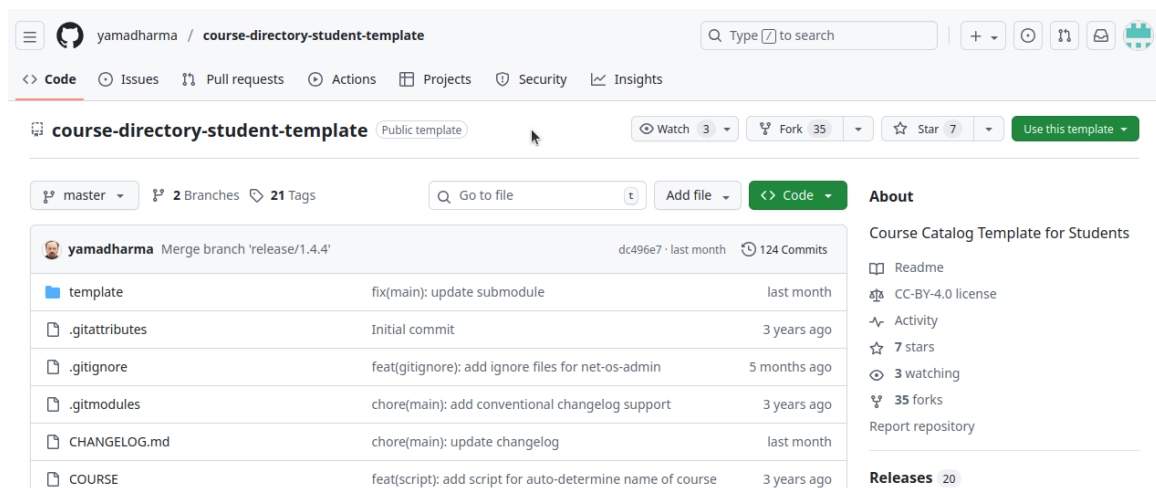 yamadharma / course-directory-student-template Type / to search
Code Issues Pull requests Actions Projects Security Insights
course-directory-student-template Public template Watch 3 Fork 35 Star 7 Use this template
master 2 Branches 21 Tags Go to file t Add file Code
About
Course Catalog Template for Students
yamadharma Merge branch 'release/1.4.4' dc496e7 · last month 124 Commits
template fix(main): update submodule last month
.gitattributes Initial commit 3 years ago
.gitignore feat(gitignore): add ignore files for net-os-admin 5 months ago
.gitmodules chore(main): add conventional changelog support 3 years ago
CHANGELOG.md chore(main): update changelog last month
COURSE feat(script): add script for auto-determine name of course 3 years ago
Readme
CC-BY-4.0 license
Activity
7 stars
3 watching
35 forks
Report repository
Releases 20